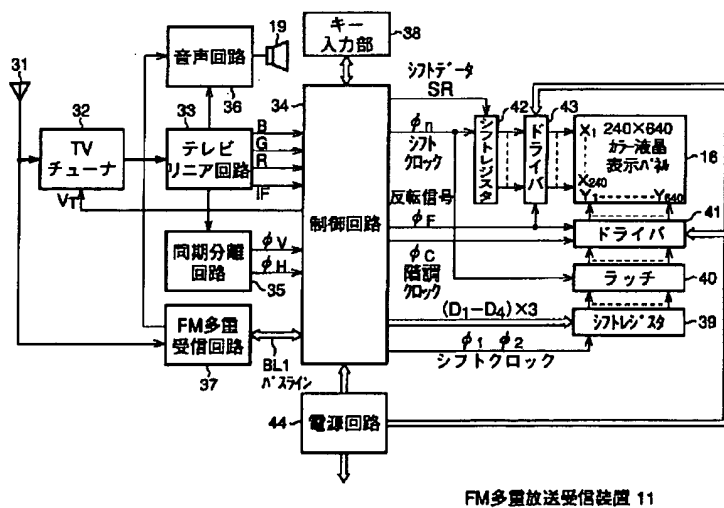 31
音声回路
36
19
キー
入力部
38
32
TV
チューナ
VT
33
テレビ
リニア回路
B
G
R
IF
34
制御回路
シフトデータ
SR
φn
シフト
クロック
42
シフトレジスタ
43
ドライバ
X1
240×640
カラー液晶
表示パネル
X240
Y1
Y640
16
反転信号
φF
ドライバ
41
同期分離
回路
φV
φH
35
φC
階調
クロック
ラッチ
40
FM多重
受信回路
37
BL1
バスライン
(D1−D4)×3
シフトレジスタ
39
φ1 φ2
シフトクロック
44
電源回路
FM多重放送受信装置 11